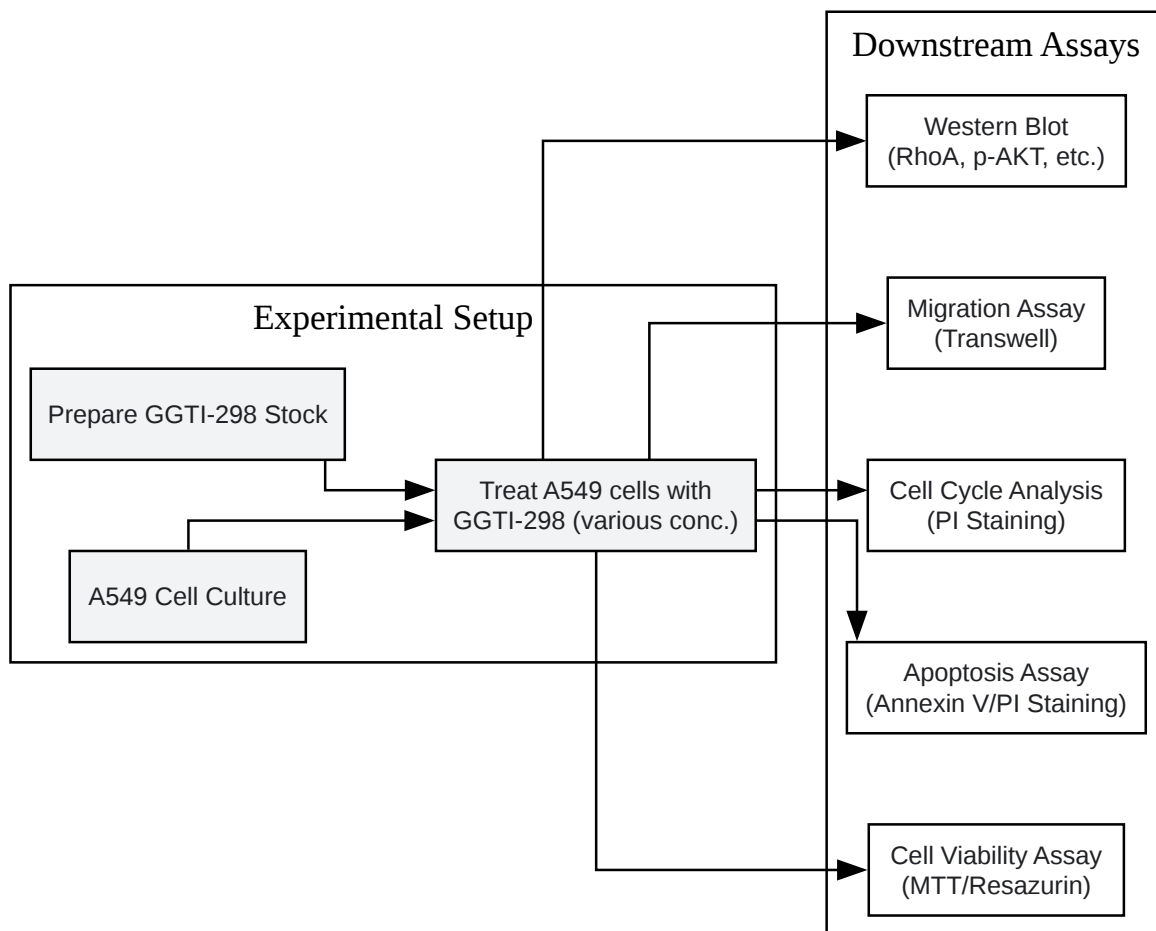 Experimental Setup
Prepare GGTI-298 Stock
A549 Cell Culture
Treat A549 cells with
GGTI-298 (various conc.)
Downstream Assays
Western Blot
(RhoA, p-AKT, etc.)
Migration Assay
(Transwell)
Cell Cycle Analysis
(PI Staining)
Apoptosis Assay
(Annexin V/PI Staining)
Cell Viability Assay
(MTT/Resazurin)